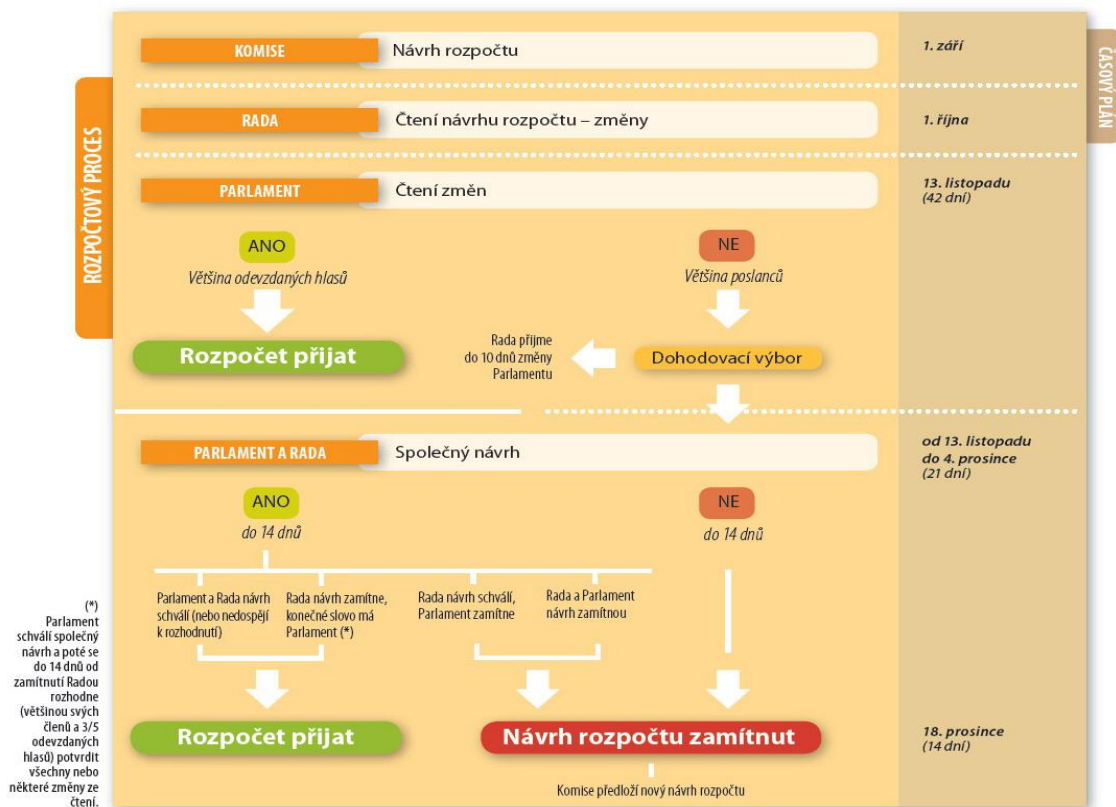 ROZPOČTOVÝ PROCES
ČASOVÝ PLÁN
KOMISE
Návrh rozpočtu
1. září
RADA
Čtení návrhu rozpočtu – změny
1. října
PARLAMENT
Čtení změn
13. listopadu
(42 dní)
ANO
Většina odevzdaných hlasů
NE
Většina poslanců
Rozpočet přijat
Rada přijme
do 10 dnů změny
Parlamentu
Dohodovací výbor
PARLAMENT A RADA
Společný návrh
od 13. listopadu
do 4. prosince
(21 dní)
ANO
do 14 dnů
NE
do 14 dnů
Parlament a Rada návrh
schválí (nebo nedospějí
k rozhodnutí)
Rada návrh zamítne,
konečné slovo má
Parlament (*)
Rada návrh schválí,
Parlament zamítne
Rada a Parlament
návrh zamítnou
(*)
Parlament
schválí společný
návrh a poté se
do 14 dnů od
zamítnutí Radou
rozhodne
(většinou svých
členů a 3/5
odevzdaných
hlasů) potvrdit
všechny nebo
některé změny ze
čtení.
Rozpočet přijat
Návrh rozpočtu zamítnut
18. prosince
(14 dní)
Komise předloží nový návrh rozpočtu